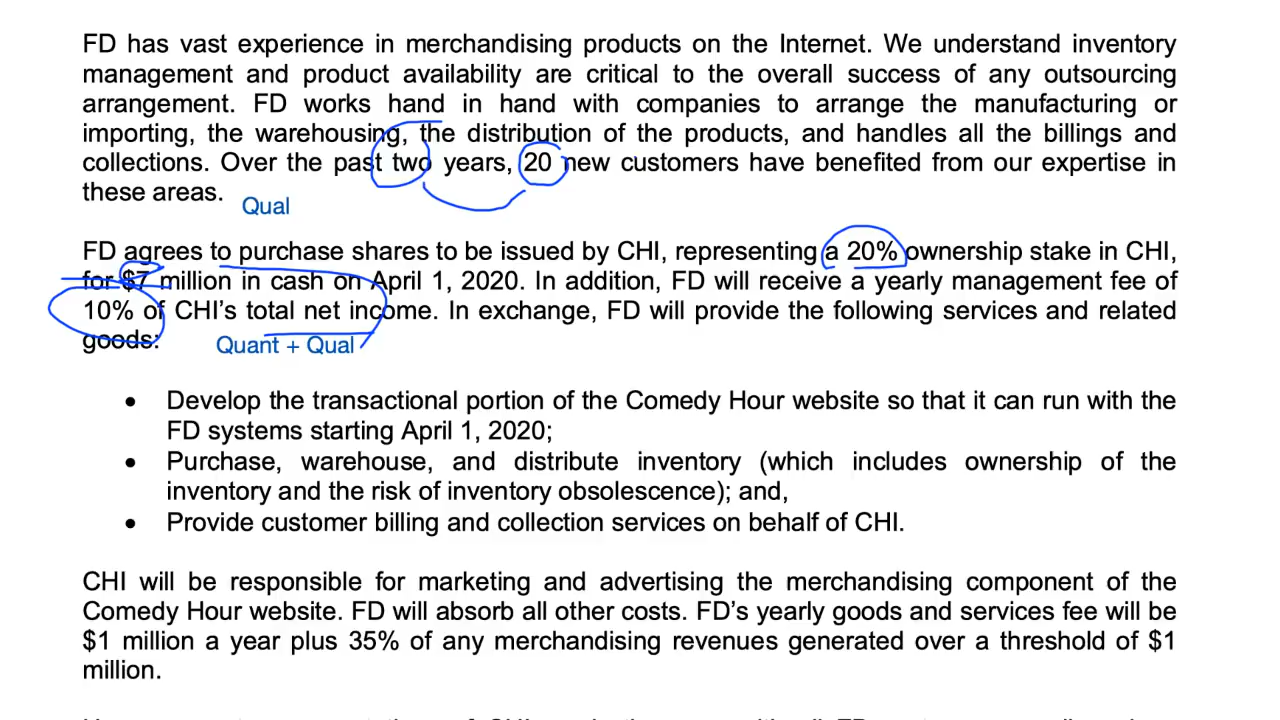 FD has vast experience in merchandising products on the Internet. We understand inventory
management and product availability are critical to the overall success of any outsourcing
arrangement. FD works hand in hand with companies to arrange the manufacturing or
importing, the warehousing, the distribution of the products, and handles all the billings and
collections. Over the past two years, 20 new customers have benefited from our expertise in
these areas.
Qual
FD agrees to purchase shares to be issued by CHI, representing a 20% ownership stake in CHI,
for $7 million in cash on April 1, 2020. In addition, FD will receive a yearly management fee of
10% of CHI's total net income. In exchange, FD will provide the following services and related
goods:
Quant + Qual
• Develop the transactional portion of the Comedy Hour website so that it can run with the
FD systems starting April 1, 2020;
• Purchase, warehouse, and distribute inventory (which includes ownership of the
inventory and the risk of inventory obsolescence); and,
• Provide customer billing and collection services on behalf of CHI.
CHI will be responsible for marketing and advertising the merchandising component of the
Comedy Hour website. FD will absorb all other costs. FD's yearly goods and services fee will be
$1 million a year plus 35% of any merchandising revenues generated over a threshold of $1
million.